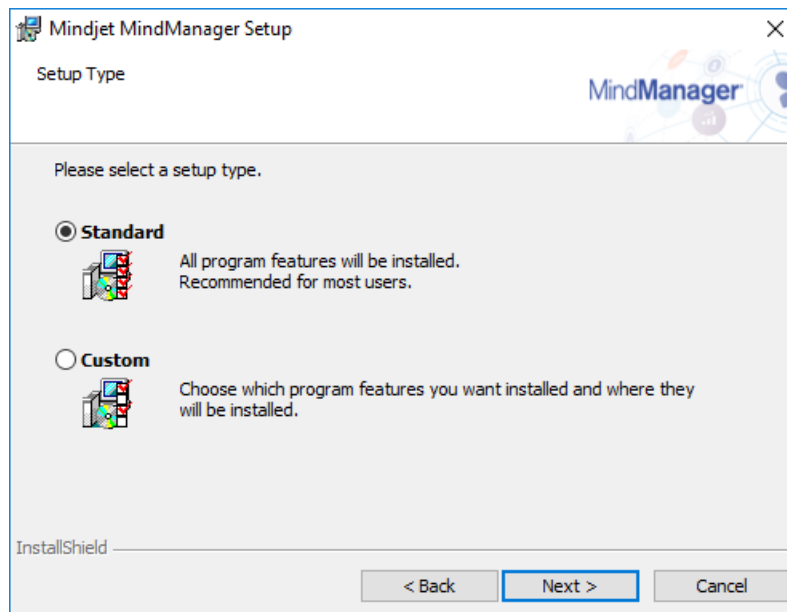 Mindjet MindManager Setup
Setup Type
MindManager
Please select a setup type.
Standard
All program features will be installed.
Recommended for most users.
Custom
Choose which program features you want installed and where they
will be installed.
InstallShield
< Back
Next >
Cancel